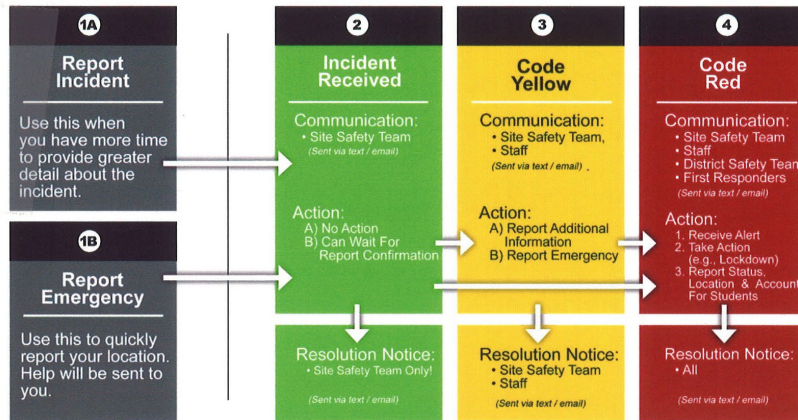 1A
Report
Incident
Use this when
you have more time
to provide greater
detail about the
incident.
1B
Report
Emergency
Use this to quickly
report your location.
Help will be sent to
you.
2
Incident
Received
Communication:
• Site Safety Team
(Sent via text / email)
Action:
A) No Action
B) Can Wait For
Report Confirmation
Resolution Notice:
• Site Safety Team Only!
(Sent via text / email)
3
Code
Yellow
Communication:
• Site Safety Team,
• Staff
(Sent via text / email) .
Action:
A) Report Additional
Information
B) Report Emergency
Resolution Notice:
• Site Safety Team
• Staff
(Sent via text / email)
4
Code
Red
Communication:
• Site Safety Team
• Staff
• District Safety Team
• First Responders
(Sent via text / email)
Action:
1. Receive Alert
2. Take Action
(e.g., Lockdown)
3. Report Status,
Location & Account
For Students
Resolution Notice:
• All
(Sent via text / email)